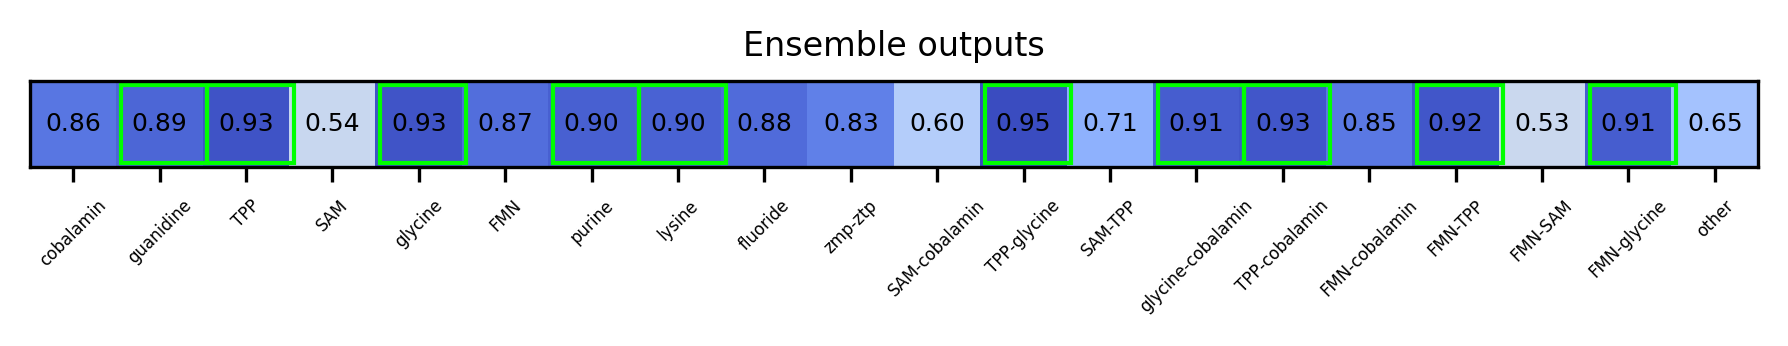 Ensemble outputs
0.86 0.89 0.93 0.54 0.93 0.87 0.90 0.90 0.88 0.83 0.60 0.95 0.71 0.91 0.93 0.85 0.92 0.53 0.91 0.65
cobalamin guanidine TPP SAM glycine FMN purine lysine fluoride zmp-ztp SAM-cobalamin TPP-glycine SAM-TPP glycine-cobalamin TPP-cobalamin FMN-cobalamin FMN-TPP FMN-SAM FMN-glycine other